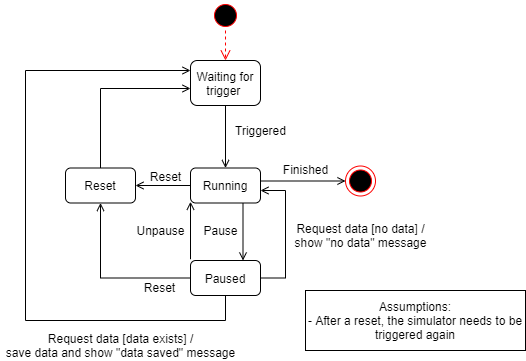 Waiting for
trigger
Triggered
Finished
Reset
Reset
Running
Unpause
Pause
Request data [no data] /
show "no data" message
Paused
Reset
Assumptions:
- After a reset, the simulator needs to be
triggered again
Request data [data exists] /
save data and show "data saved" message